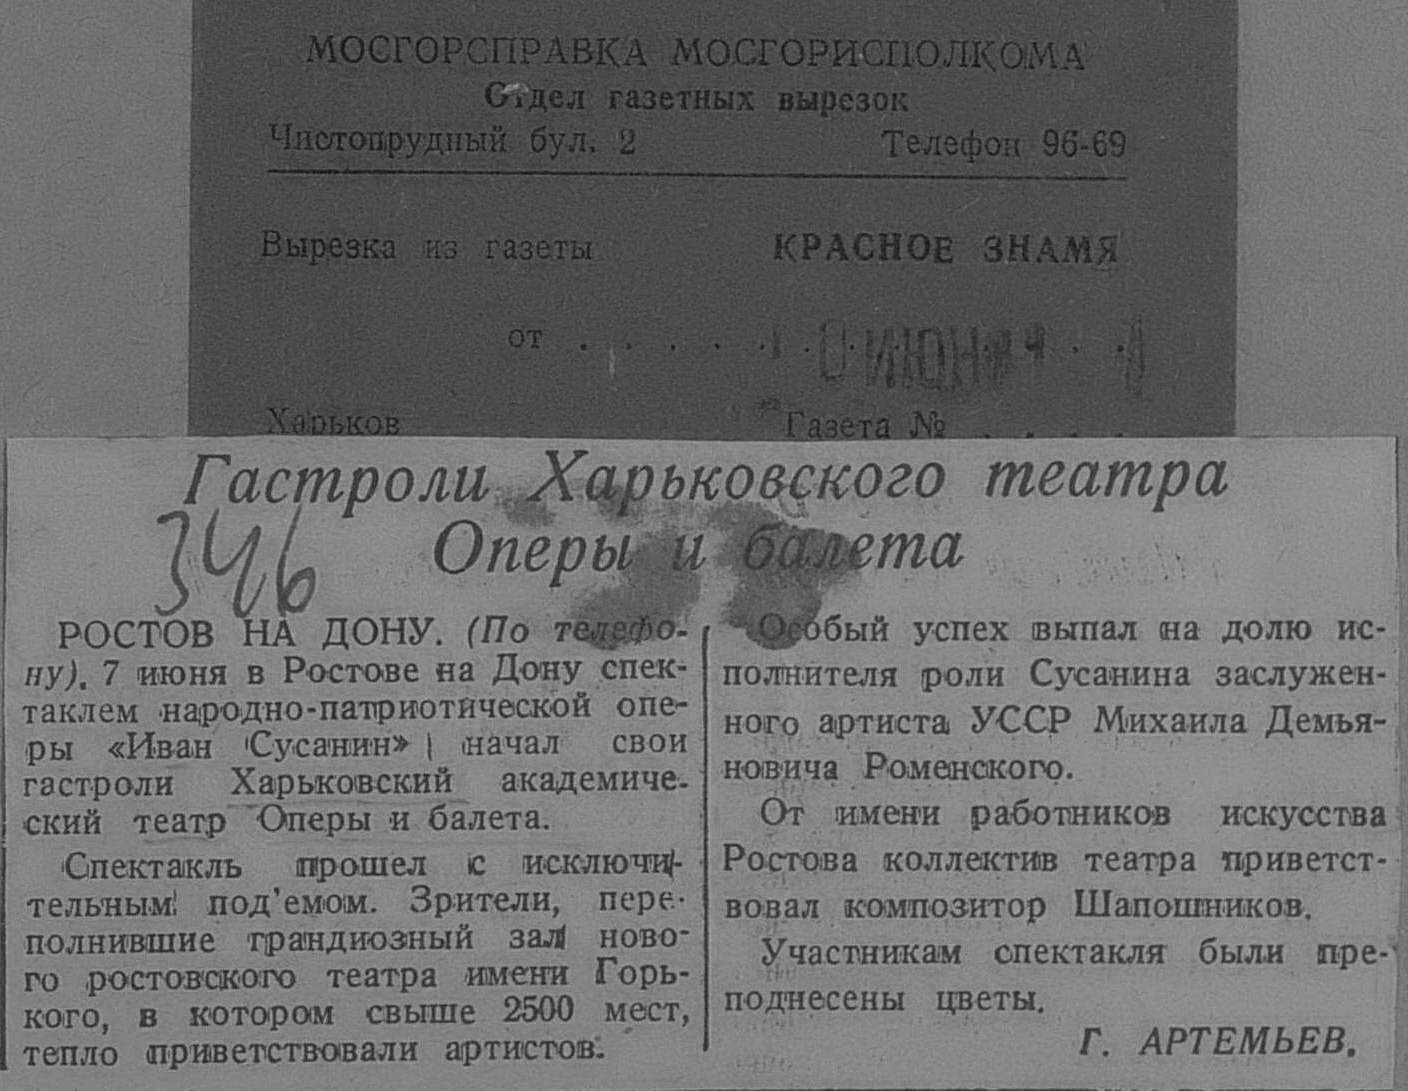 МОСГОРСПРАВКА МОСГОРИСПОЛКОМА
Отдел газетных вырезок
Чистопрудный бул. 2 Телефон 96-69
Вырезка из газеты КРАСНОЕ ЗНАМЯ
от . . . . . . ИЮН . .
Харьков Газета № . . . .
Гастроли Харьковского театра
Оперы и балета
346
РОСТОВ НА ДОНУ. (По телефо-
ну). 7 июня в Ростове на Дону спек-
таклем народно-патриотической опе-
ры «Иван Сусанин» начал свои
гастроли Харьковский академиче-
ский театр Оперы и балета.
Спектакль прошел с исключи-
тельным под'емом. Зрители, пере-
полнившие грандиозный зал ново-
го ростовского театра имени Горь-
кого, в котором свыше 2500 мест,
тепло приветствовали артистов.
Особый успех выпал на долю ис-
полнителя роли Сусанина заслужен-
ного артиста УССР Михаила Демья-
новича Роменского.
От имени работников искусства
Ростова коллектив театра приветст-
вовал композитор Шапошников.
Участникам спектакля были пре-
поднесены цветы.
Г. АРТЕМЬЕВ.